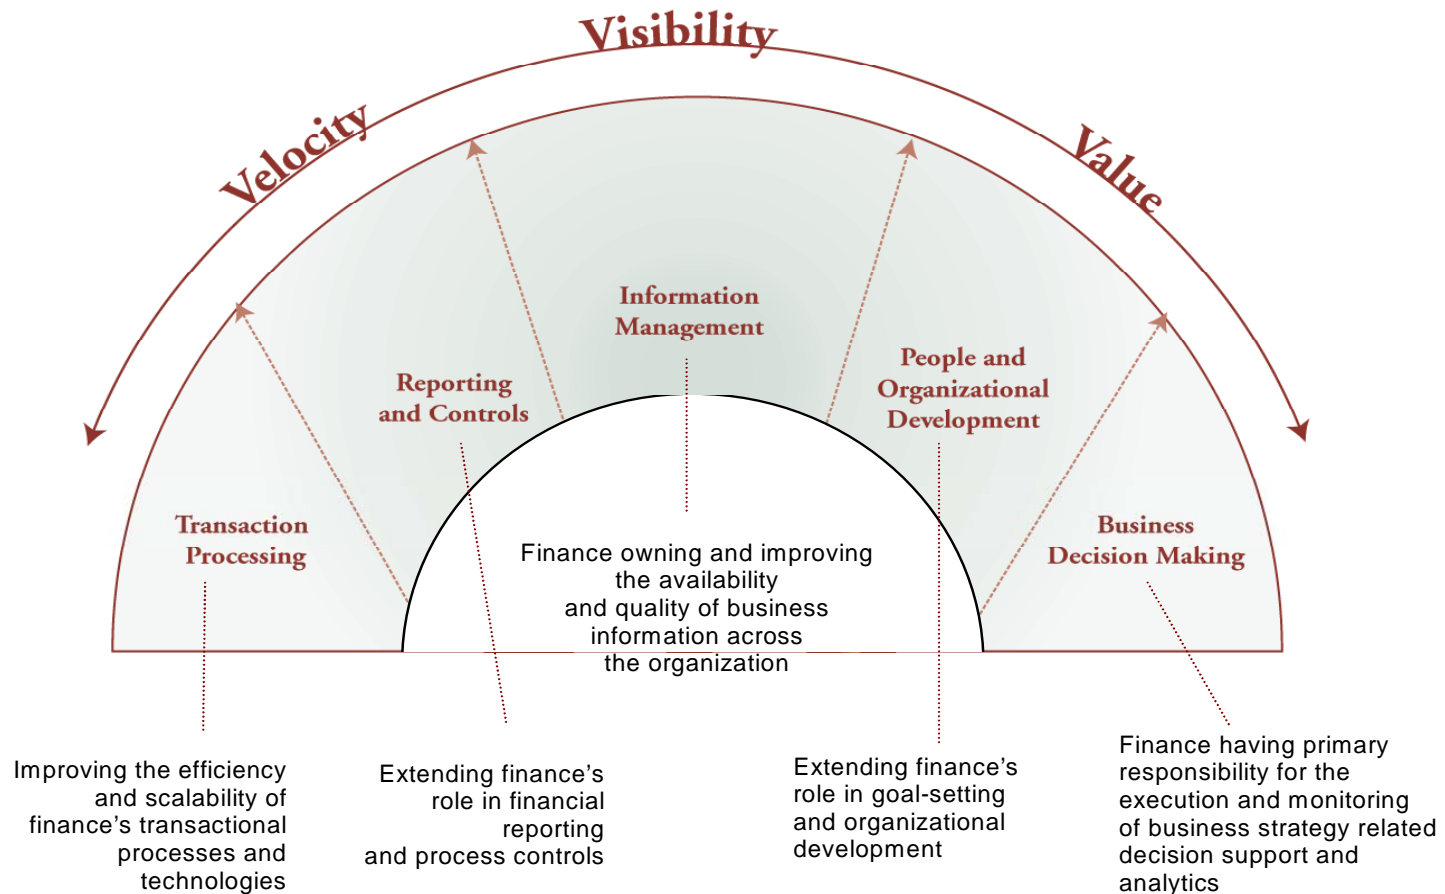 Visibility
Velocity
Value
Information
Management
People and
Organizational
Development
Reporting
and Controls
Transaction
Processing
Business
Decision Making
Finance owning and improving
the availability
and quality of business
information across
the organization
Improving the efficiency
and scalability of
finance’s transactional
processes and
technologies
Extending finance’s
role in financial
reporting
and process controls
Extending finance’s
role in goal-setting
and organizational
development
Finance having primary
responsibility for the
execution and monitoring
of business strategy related
decision support and
analytics